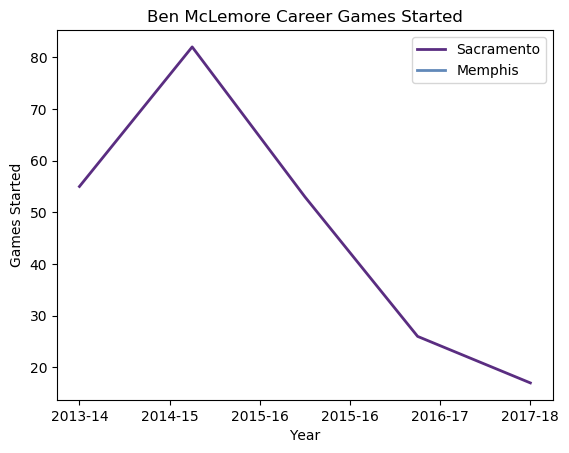 Ben McLemore Career Games Started
Sacramento
Memphis
80
70
60
50
40
30
20
Games Started
2013-14 2014-15 2015-16 2015-16 2016-17 2017-18
Year